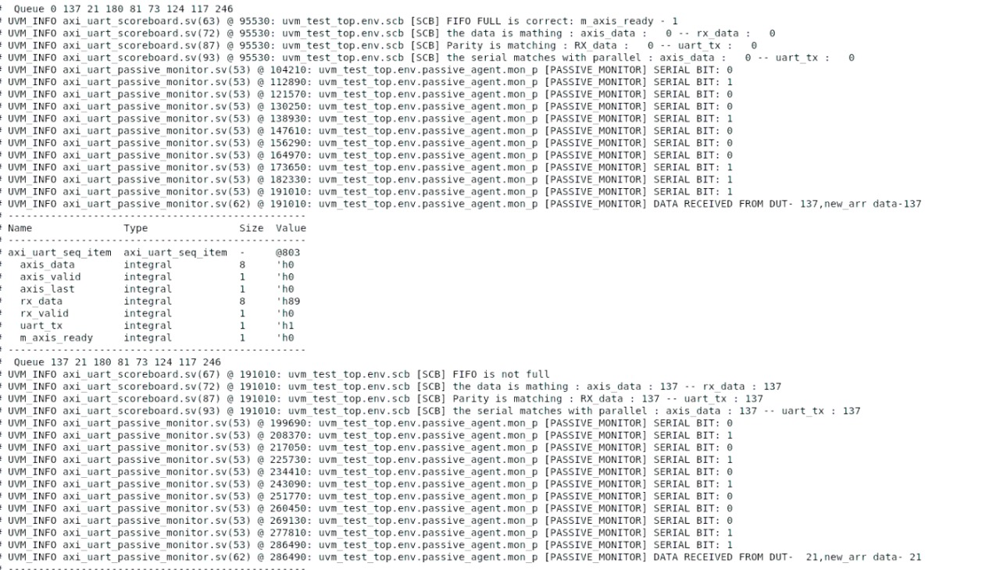 #  Queue 0 137 21 180 81 73 124 117 246
# UVM_INFO axi_uart_scoreboard.sv(63) @ 95530: uvm_test_top.env.scb [SCB] FIFO FULL is correct: m_axis_ready - 1
# UVM_INFO axi_uart_scoreboard.sv(72) @ 95530: uvm_test_top.env.scb [SCB] the data is mathing : axis_data :   0 -- rx_data :   0
# UVM_INFO axi_uart_scoreboard.sv(87) @ 95530: uvm_test_top.env.scb [SCB] Parity is matching : RX_data :   0 -- uart_tx :   0
# UVM_INFO axi_uart_scoreboard.sv(93) @ 95530: uvm_test_top.env.scb [SCB] the serial matches with parallel : axis_data :   0 -- uart_tx :   0
# UVM_INFO axi_uart_passive_monitor.sv(53) @ 104210: uvm_test_top.env.passive_agent.mon_p [PASSIVE_MONITOR] SERIAL BIT: 0
# UVM_INFO axi_uart_passive_monitor.sv(53) @ 112890: uvm_test_top.env.passive_agent.mon_p [PASSIVE_MONITOR] SERIAL BIT: 1
# UVM_INFO axi_uart_passive_monitor.sv(53) @ 121570: uvm_test_top.env.passive_agent.mon_p [PASSIVE_MONITOR] SERIAL BIT: 0
# UVM_INFO axi_uart_passive_monitor.sv(53) @ 130250: uvm_test_top.env.passive_agent.mon_p [PASSIVE_MONITOR] SERIAL BIT: 0
# UVM_INFO axi_uart_passive_monitor.sv(53) @ 138930: uvm_test_top.env.passive_agent.mon_p [PASSIVE_MONITOR] SERIAL BIT: 1
# UVM_INFO axi_uart_passive_monitor.sv(53) @ 147610: uvm_test_top.env.passive_agent.mon_p [PASSIVE_MONITOR] SERIAL BIT: 0
# UVM_INFO axi_uart_passive_monitor.sv(53) @ 156290: uvm_test_top.env.passive_agent.mon_p [PASSIVE_MONITOR] SERIAL BIT: 0
# UVM_INFO axi_uart_passive_monitor.sv(53) @ 164970: uvm_test_top.env.passive_agent.mon_p [PASSIVE_MONITOR] SERIAL BIT: 0
# UVM_INFO axi_uart_passive_monitor.sv(53) @ 173650: uvm_test_top.env.passive_agent.mon_p [PASSIVE_MONITOR] SERIAL BIT: 1
# UVM_INFO axi_uart_passive_monitor.sv(53) @ 182330: uvm_test_top.env.passive_agent.mon_p [PASSIVE_MONITOR] SERIAL BIT: 1
# UVM_INFO axi_uart_passive_monitor.sv(53) @ 191010: uvm_test_top.env.passive_agent.mon_p [PASSIVE_MONITOR] SERIAL BIT: 1
# UVM_INFO axi_uart_passive_monitor.sv(62) @ 191010: uvm_test_top.env.passive_agent.mon_p [PASSIVE_MONITOR] DATA RECEIVED FROM DUT- 137,new_arr data-137
# -------------------------------------------------
# Name               Type                Size  Value
# -------------------------------------------------
# axi_uart_seq_item  axi_uart_seq_item  -     @803
#   axis_data        integral           8     'h0
#   axis_valid       integral           1     'h0
#   axis_last        integral           1     'h0
#   rx_data          integral           8     'h89
#   rx_valid         integral           1     'h0
#   uart_tx          integral           1     'h1
#   m_axis_ready     integral           1     'h0
# -------------------------------------------------
#  Queue 137 21 180 81 73 124 117 246
# UVM_INFO axi_uart_scoreboard.sv(67) @ 191010: uvm_test_top.env.scb [SCB] FIFO is not full
# UVM_INFO axi_uart_scoreboard.sv(72) @ 191010: uvm_test_top.env.scb [SCB] the data is mathing : axis_data : 137 -- rx_data : 137
# UVM_INFO axi_uart_scoreboard.sv(87) @ 191010: uvm_test_top.env.scb [SCB] Parity is matching : RX_data : 137 -- uart_tx : 137
# UVM_INFO axi_uart_scoreboard.sv(93) @ 191010: uvm_test_top.env.scb [SCB] the serial matches with parallel : axis_data : 137 -- uart_tx : 137
# UVM_INFO axi_uart_passive_monitor.sv(53) @ 199690: uvm_test_top.env.passive_agent.mon_p [PASSIVE_MONITOR] SERIAL BIT: 0
# UVM_INFO axi_uart_passive_monitor.sv(53) @ 208370: uvm_test_top.env.passive_agent.mon_p [PASSIVE_MONITOR] SERIAL BIT: 1
# UVM_INFO axi_uart_passive_monitor.sv(53) @ 217050: uvm_test_top.env.passive_agent.mon_p [PASSIVE_MONITOR] SERIAL BIT: 0
# UVM_INFO axi_uart_passive_monitor.sv(53) @ 225730: uvm_test_top.env.passive_agent.mon_p [PASSIVE_MONITOR] SERIAL BIT: 1
# UVM_INFO axi_uart_passive_monitor.sv(53) @ 234410: uvm_test_top.env.passive_agent.mon_p [PASSIVE_MONITOR] SERIAL BIT: 0
# UVM_INFO axi_uart_passive_monitor.sv(53) @ 243090: uvm_test_top.env.passive_agent.mon_p [PASSIVE_MONITOR] SERIAL BIT: 1
# UVM_INFO axi_uart_passive_monitor.sv(53) @ 251770: uvm_test_top.env.passive_agent.mon_p [PASSIVE_MONITOR] SERIAL BIT: 0
# UVM_INFO axi_uart_passive_monitor.sv(53) @ 260450: uvm_test_top.env.passive_agent.mon_p [PASSIVE_MONITOR] SERIAL BIT: 0
# UVM_INFO axi_uart_passive_monitor.sv(53) @ 269130: uvm_test_top.env.passive_agent.mon_p [PASSIVE_MONITOR] SERIAL BIT: 0
# UVM_INFO axi_uart_passive_monitor.sv(53) @ 277810: uvm_test_top.env.passive_agent.mon_p [PASSIVE_MONITOR] SERIAL BIT: 1
# UVM_INFO axi_uart_passive_monitor.sv(53) @ 286490: uvm_test_top.env.passive_agent.mon_p [PASSIVE_MONITOR] SERIAL BIT: 1
# UVM_INFO axi_uart_passive_monitor.sv(62) @ 286490: uvm_test_top.env.passive_agent.mon_p [PASSIVE_MONITOR] DATA RECEIVED FROM DUT-  21,new_arr data- 21
# -------------------------------------------------